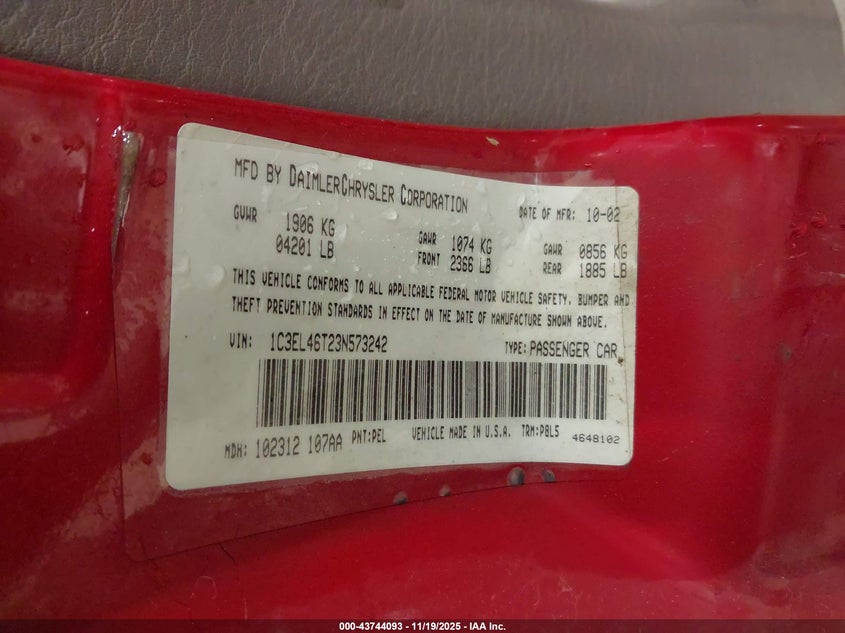 MFD BY DAIMLERCHRYSLER CORPORATION DATE OF MFR: 10-02
GVWR 1906 KG 04201 LB GAWR FRONT 1074 KG 2366 LB GAWR REAR 0856 KG 1885 LB
THIS VEHICLE CONFORMS TO ALL APPLICABLE FEDERAL MOTOR VEHICLE SAFETY, BUMPER AND
THEFT PREVENTION STANDARDS IN EFFECT ON THE DATE OF MANUFACTURE SHOWN ABOVE.
VIN: 1C3EL46T23N573242 TYPE: PASSENGER CAR
MDH: 102312 107AA PNT:PEL VEHICLE MADE IN U.S.A. TRM:P8L5 4648102
000-43744093 - 11/19/2025 - IAA Inc.